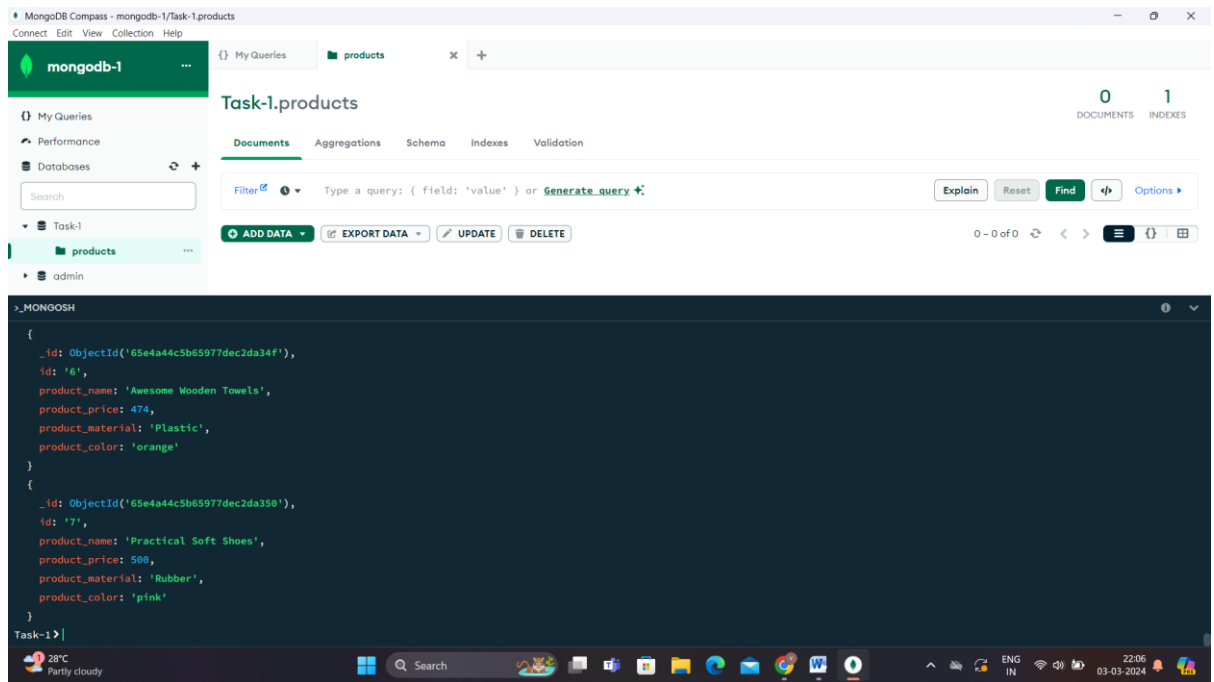 MongoDB Compass - mongodb-1/Task-1.products
Connect Edit View Collection Help
mongodb-1 ...
{} My Queries
products
Task-1.products
0 DOCUMENTS
1 INDEXES
{} My Queries
Performance
Databases
Search
Task-1
products ...
admin
Documents Aggregations Schema Indexes Validation
Filter Type a query: { field: 'value' } or Generate query Explain Reset Find </> Options
ADD DATA EXPORT DATA UPDATE DELETE 0 – 0 of 0 {}
>_MONGOSH
{
_id: ObjectId('65e4a44c5b65977dec2da34f'),
id: '6',
product_name: 'Awesome Wooden Towels',
product_price: 474,
product_material: 'Plastic',
product_color: 'orange'
}
{
_id: ObjectId('65e4a44c5b65977dec2da350'),
id: '7',
product_name: 'Practical Soft Shoes',
product_price: 500,
product_material: 'Rubber',
product_color: 'pink'
}
Task-1>
1 28°C
Partly cloudy
Search
ENG
IN
22:06
03-03-2024